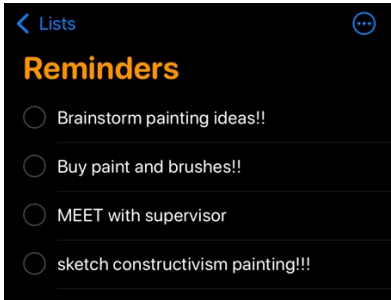 Lists
Reminders
Brainstorm painting ideas!!
Buy paint and brushes!!
MEET with supervisor
sketch constructivism painting!!!